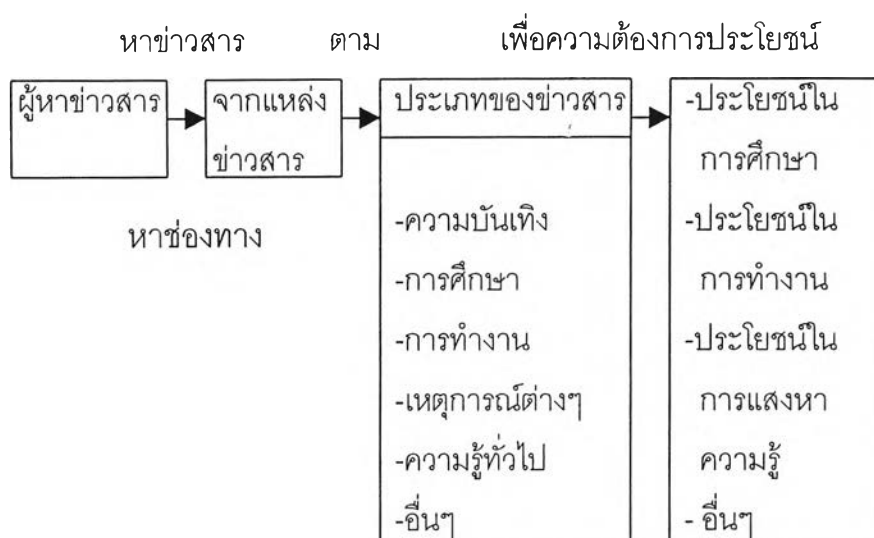 หาข่าวสาร ตาม เพื่อความต้องการประโยชน์
ผู้หาข่าวสาร
จากแหล่ง
ข่าวสาร
หาช่องทาง
ประเภทของข่าวสาร
-ความบันเทิง
-การศึกษา
-การทำงาน
-เหตุการณ์ต่างๆ
-ความรู้ทั่วไป
-อื่นๆ
-ประโยชน์ใน
การศึกษา
-ประโยชน์ใน
การทำงาน
-ประโยชน์ใน
การแสงหา
ความรู้
- อื่นๆ